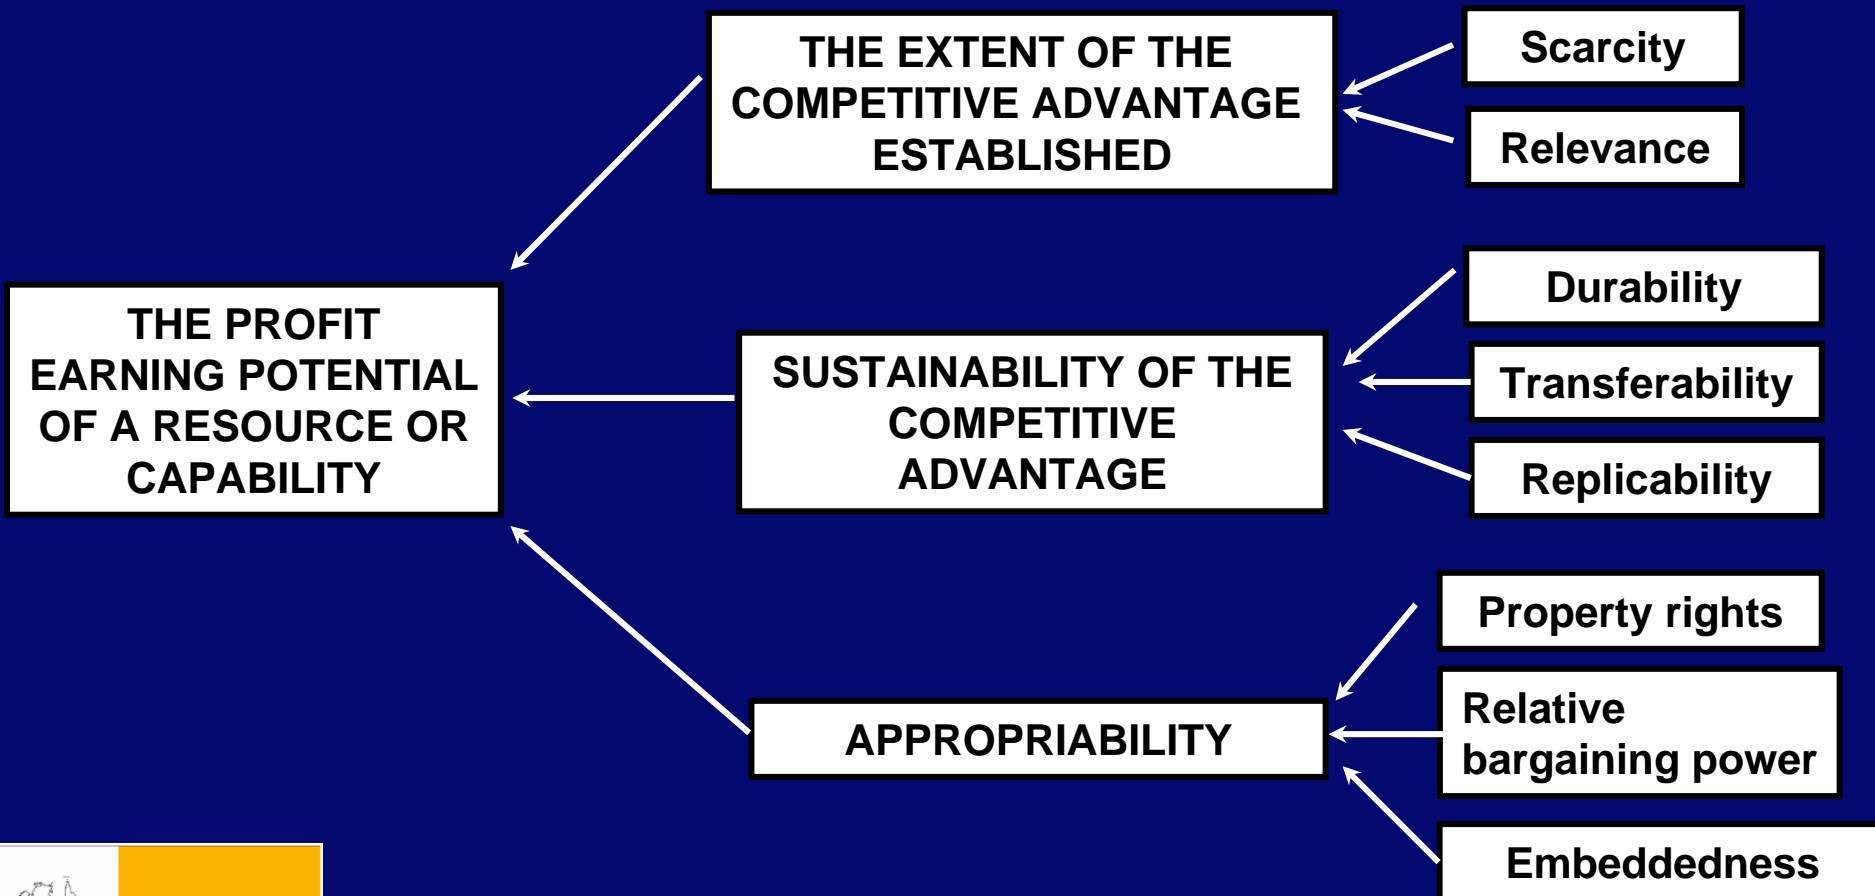 THE PROFIT
EARNING POTENTIAL
OF A RESOURCE OR
CAPABILITY
THE EXTENT OF THE
COMPETITIVE ADVANTAGE
ESTABLISHED
Scarcity
Relevance
SUSTAINABILITY OF THE
COMPETITIVE
ADVANTAGE
Durability
Transferability
Replicability
APPROPRIABILITY
Property rights
Relative
bargaining power
Embeddedness